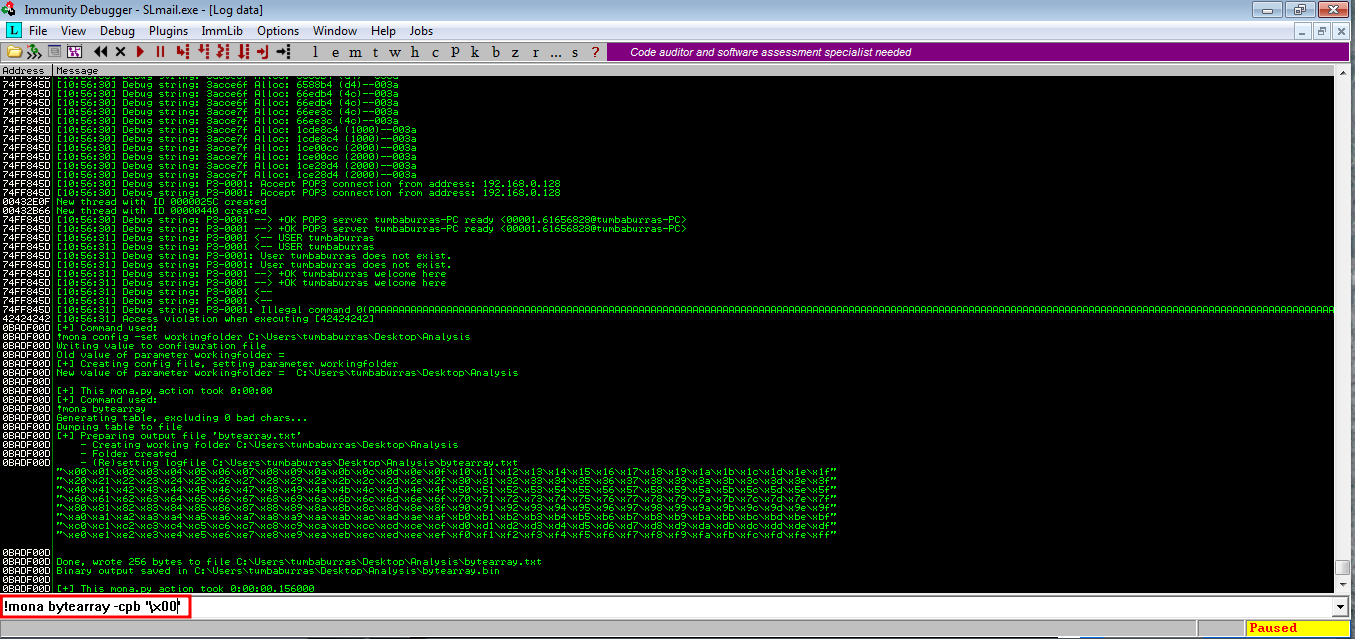 Immunity Debugger - SLmail.exe - [Log data]
L File View Debug Plugins ImmLib Options Window Help Jobs
l e m t w h c p k b z r ... s ? Code auditor and software assessment specialist needed
Address Message
74FF845D [10:56:30] Debug string: 3acce6f Alloc: 6588b4 (d4)--003a
74FF845D [10:56:30] Debug string: 3acce6f Alloc: 66edb4 (4c)--003a
74FF845D [10:56:30] Debug string: 3acce6f Alloc: 66edb4 (4c)--003a
74FF845D [10:56:30] Debug string: 3acce7f Alloc: 66ee3c (4c)--003a
74FF845D [10:56:30] Debug string: 3acce7f Alloc: 66ee3c (4c)--003a
74FF845D [10:56:30] Debug string: 3acce7f Alloc: 1cde8c4 (1000)--003a
74FF845D [10:56:30] Debug string: 3acce7f Alloc: 1cde8c4 (1000)--003a
74FF845D [10:56:30] Debug string: 3acce7f Alloc: 1ce00cc (2000)--003a
74FF845D [10:56:30] Debug string: 3acce7f Alloc: 1ce00cc (2000)--003a
74FF845D [10:56:30] Debug string: 3acce7f Alloc: 1ce28d4 (2000)--003a
74FF845D [10:56:30] Debug string: 3acce7f Alloc: 1ce28d4 (2000)--003a
74FF845D [10:56:30] Debug string: P3-0001: Accept POP3 connection from address: 192.168.0.128
74FF845D [10:56:30] Debug string: P3-0001: Accept POP3 connection from address: 192.168.0.128
00432E0F New thread with ID 0000025C created
00432B66 New thread with ID 00000440 created
74FF845D [10:56:30] Debug string: P3-0001 --> +OK POP3 server tumbaburras-PC ready <00001.61656828@tumbaburras-PC>
74FF845D [10:56:30] Debug string: P3-0001 --> +OK POP3 server tumbaburras-PC ready <00001.61656828@tumbaburras-PC>
74FF845D [10:56:31] Debug string: P3-0001 <-- USER tumbaburras
74FF845D [10:56:31] Debug string: P3-0001 <-- USER tumbaburras
74FF845D [10:56:31] Debug string: P3-0001: User tumbaburras does not exist.
74FF845D [10:56:31] Debug string: P3-0001: User tumbaburras does not exist.
74FF845D [10:56:31] Debug string: P3-0001 --> +OK tumbaburras welcome here
74FF845D [10:56:31] Debug string: P3-0001 --> +OK tumbaburras welcome here
74FF845D [10:56:31] Debug string: P3-0001 <--
74FF845D [10:56:31] Debug string: P3-0001 <--
74FF845D [10:56:31] Debug string: P3-0001: Illegal command
42424242 [10:56:31] Access violation when executing [42424242]
0BADF00D [+] Command used:
0BADF00D !mona config -set workingfolder C:\Users\tumbaburras\Desktop\Analysis
0BADF00D Writing value to configuration file
0BADF00D Old value of parameter workingfolder =
0BADF00D [+] Creating config file, setting parameter workingfolder
0BADF00D New value of parameter workingfolder = C:\Users\tumbaburras\Desktop\Analysis
0BADF00D
0BADF00D [+] This mona.py action took 0:00:00
0BADF00D [+] Command used:
0BADF00D !mona bytearray
0BADF00D Generating table, excluding 0 bad chars...
0BADF00D Dumping table to file
0BADF00D [+] Preparing output file 'bytearray.txt'
0BADF00D - Creating working folder C:\Users\tumbaburras\Desktop\Analysis
0BADF00D - Folder created
0BADF00D - (Re)setting logfile C:\Users\tumbaburras\Desktop\Analysis\bytearray.txt
"\x00\x01\x02\x03\x04\x05\x06\x07\x08\x09\x0a\x0b\x0c\x0d\x0e\x0f\x10\x11\x12\x13\x14\x15\x16\x17\x18\x19\x1a\x1b\x1c\x1d\x1e\x1f"
"\x20\x21\x22\x23\x24\x25\x26\x27\x28\x29\x2a\x2b\x2c\x2d\x2e\x2f\x30\x31\x32\x33\x34\x35\x36\x37\x38\x39\x3a\x3b\x3c\x3d\x3e\x3f"
"\x40\x41\x42\x43\x44\x45\x46\x47\x48\x49\x4a\x4b\x4c\x4d\x4e\x4f\x50\x51\x52\x53\x54\x55\x56\x57\x58\x59\x5a\x5b\x5c\x5d\x5e\x5f"
"\x60\x61\x62\x63\x64\x65\x66\x67\x68\x69\x6a\x6b\x6c\x6d\x6e\x6f\x70\x71\x72\x73\x74\x75\x76\x77\x78\x79\x7a\x7b\x7c\x7d\x7e\x7f"
"\x80\x81\x82\x83\x84\x85\x86\x87\x88\x89\x8a\x8b\x8c\x8d\x8e\x8f\x90\x91\x92\x93\x94\x95\x96\x97\x98\x99\x9a\x9b\x9c\x9d\x9e\x9f"
"\xa0\xa1\xa2\xa3\xa4\xa5\xa6\xa7\xa8\xa9\xaa\xab\xac\xad\xae\xaf\xb0\xb1\xb2\xb3\xb4\xb5\xb6\xb7\xb8\xb9\xba\xbb\xbc\xbd\xbe\xbf"
"\xc0\xc1\xc2\xc3\xc4\xc5\xc6\xc7\xc8\xc9\xca\xcb\xcc\xcd\xce\xcf\xd0\xd1\xd2\xd3\xd4\xd5\xd6\xd7\xd8\xd9\xda\xdb\xdc\xdd\xde\xdf"
"\xe0\xe1\xe2\xe3\xe4\xe5\xe6\xe7\xe8\xe9\xea\xeb\xec\xed\xee\xef\xf0\xf1\xf2\xf3\xf4\xf5\xf6\xf7\xf8\xf9\xfa\xfb\xfc\xfd\xfe\xff"
0BADF00D
0BADF00D Done, wrote 256 bytes to file C:\Users\tumbaburras\Desktop\Analysis\bytearray.txt
0BADF00D Binary output saved in C:\Users\tumbaburras\Desktop\Analysis\bytearray.bin
0BADF00D
0BADF00D [+] This mona.py action took 0:00:00.156000
!mona bytearray -cpb "\x00"
Paused